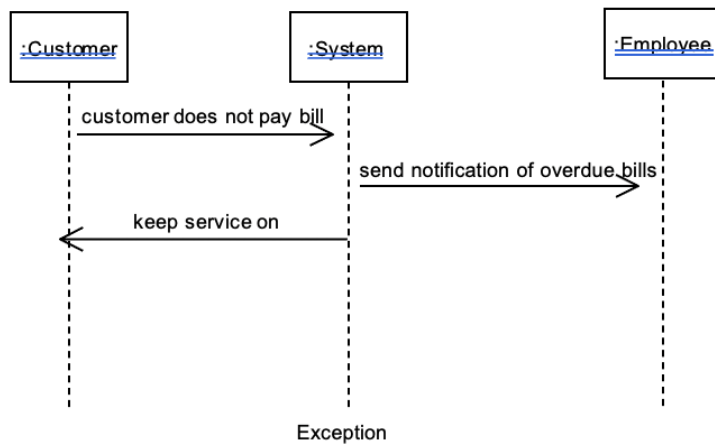 :Customer
:System
:Employee
customer does not pay bill
send notification of overdue bills
keep service on
Exception